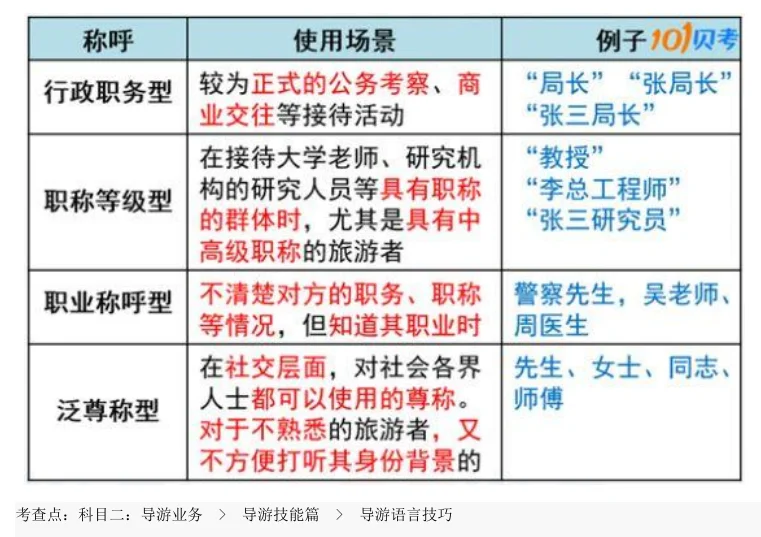 称呼 使用场景 例子 101贝考
行政职务型 较为正式的公务考察、商 “局长” “张局长”
业交往等接待活动 “张三局长”
在接待大学老师、研究机 “教授”
职称等级型 构的研究人员等具有职称 “李总工程师”
的群体时，尤其是具有中 “张三研究员”
高级职称的旅游者
职业称呼型 不清楚对方的职务、职称 警察先生，吴老师、
等情况，但知道其职业时 周医生
在社交层面，对社会各界 先生、女士、同志、
泛尊称型 人士都可以使用的尊称。 师傅
对于不熟悉的旅游者，又
不方便打听其身份背景的
考查点：科目二：导游业务 > 导游技能篇 > 导游语言技巧